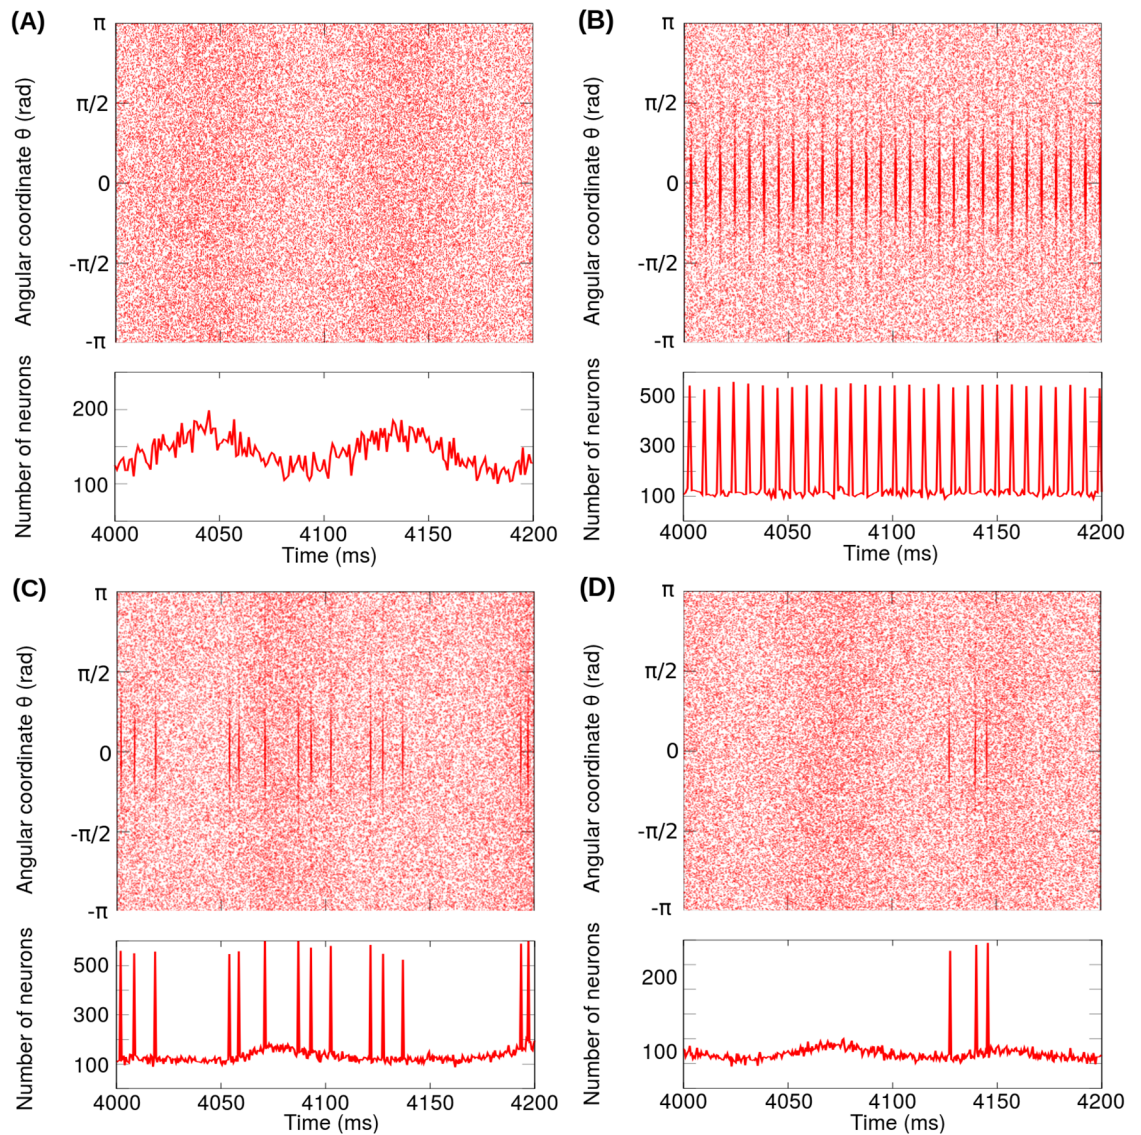 (A)
π
π/2
0
-π/2
-π
Angular coordinate θ (rad)
200
100
Number of neurons
4000 4050 4100 4150 4200
Time (ms)
(B)
π
π/2
0
-π/2
-π
Angular coordinate θ (rad)
500
300
100
Number of neurons
4000 4050 4100 4150 4200
Time (ms)
(C)
π
π/2
0
-π/2
-π
Angular coordinate θ (rad)
500
300
100
Number of neurons
4000 4050 4100 4150 4200
Time (ms)
(D)
π
π/2
0
-π/2
-π
Angular coordinate θ (rad)
200
100
Number of neurons
4000 4050 4100 4150 4200
Time (ms)